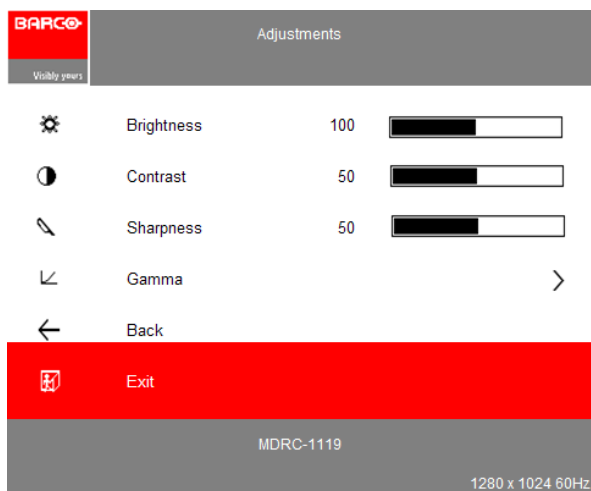 BARCO
Adjustments
Visibly yours
Brightness 100
Contrast 50
Sharpness 50
Gamma
Back
Exit
MDRC-1119
1280 x 1024 60Hz